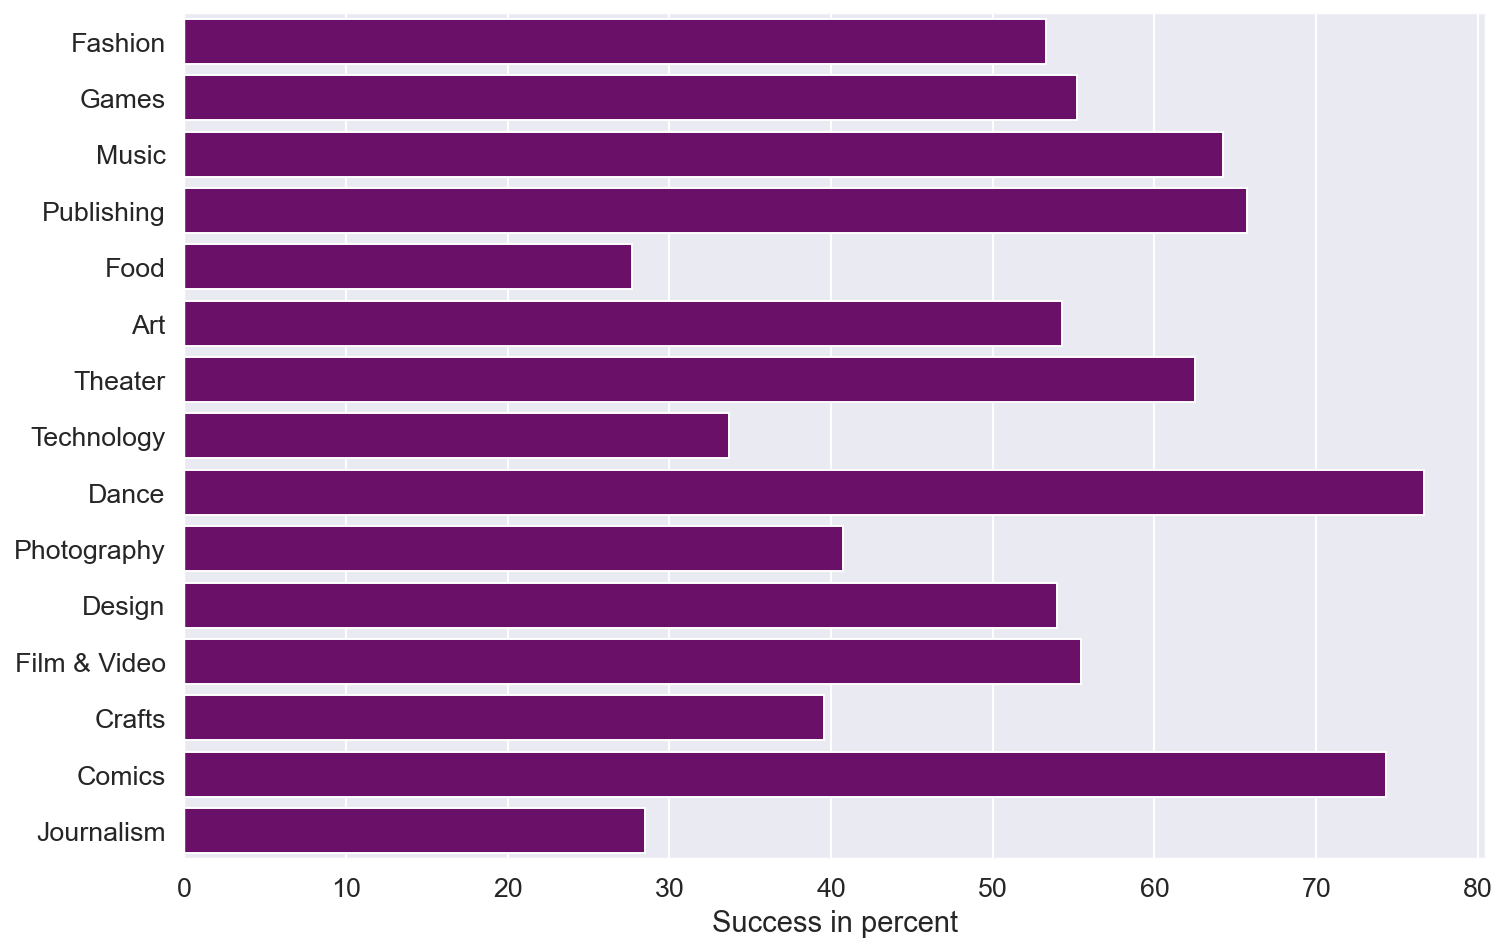 Fashion
Games
Music
Publishing
Food
Art
Theater
Technology
Dance
Photography
Design
Film & Video
Crafts
Comics
Journalism
0 10 20 30 40 50 60 70 80
Success in percent